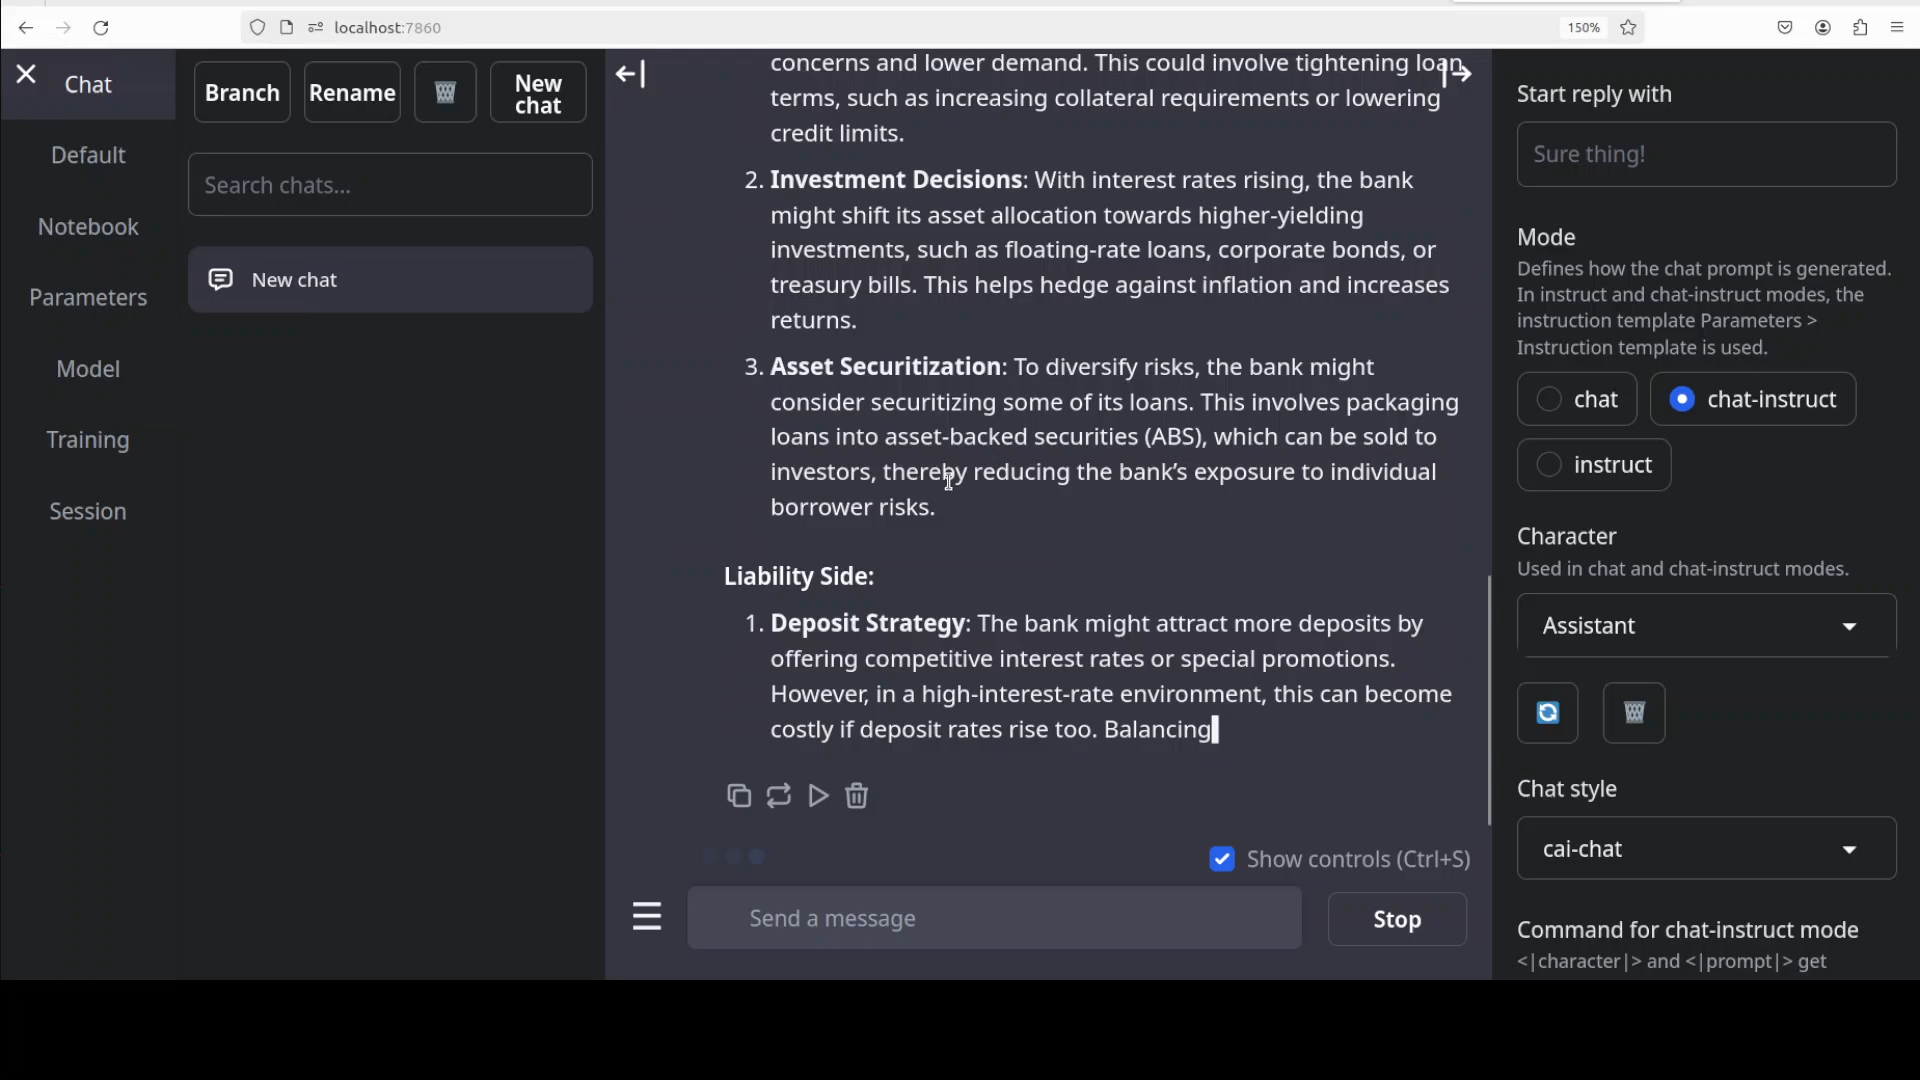 localhost:7860
150%
Chat
Default
Notebook
Parameters
Model
Training
Session
Branch
Rename
New
chat
Search chats...
New chat
concerns and lower demand. This could involve tightening loan
terms, such as increasing collateral requirements or lowering
credit limits.
2. Investment Decisions: With interest rates rising, the bank
might shift its asset allocation towards higher-yielding
investments, such as floating-rate loans, corporate bonds, or
treasury bills. This helps hedge against inflation and increases
returns.
3. Asset Securitization: To diversify risks, the bank might
consider securitizing some of its loans. This involves packaging
loans into asset-backed securities (ABS), which can be sold to
investors, thereby reducing the bank’s exposure to individual
borrower risks.
Liability Side:
1. Deposit Strategy: The bank might attract more deposits by
offering competitive interest rates or special promotions.
However, in a high-interest-rate environment, this can become
costly if deposit rates rise too. Balancing
Show controls (Ctrl+S)
Send a message
Stop
Start reply with
Sure thing!
Mode
Defines how the chat prompt is generated.
In instruct and chat-instruct modes, the
instruction template Parameters >
Instruction template is used.
chat
chat-instruct
instruct
Character
Used in chat and chat-instruct modes.
Assistant
Chat style
cai-chat
Command for chat-instruct mode
<|character|> and <|prompt|> get